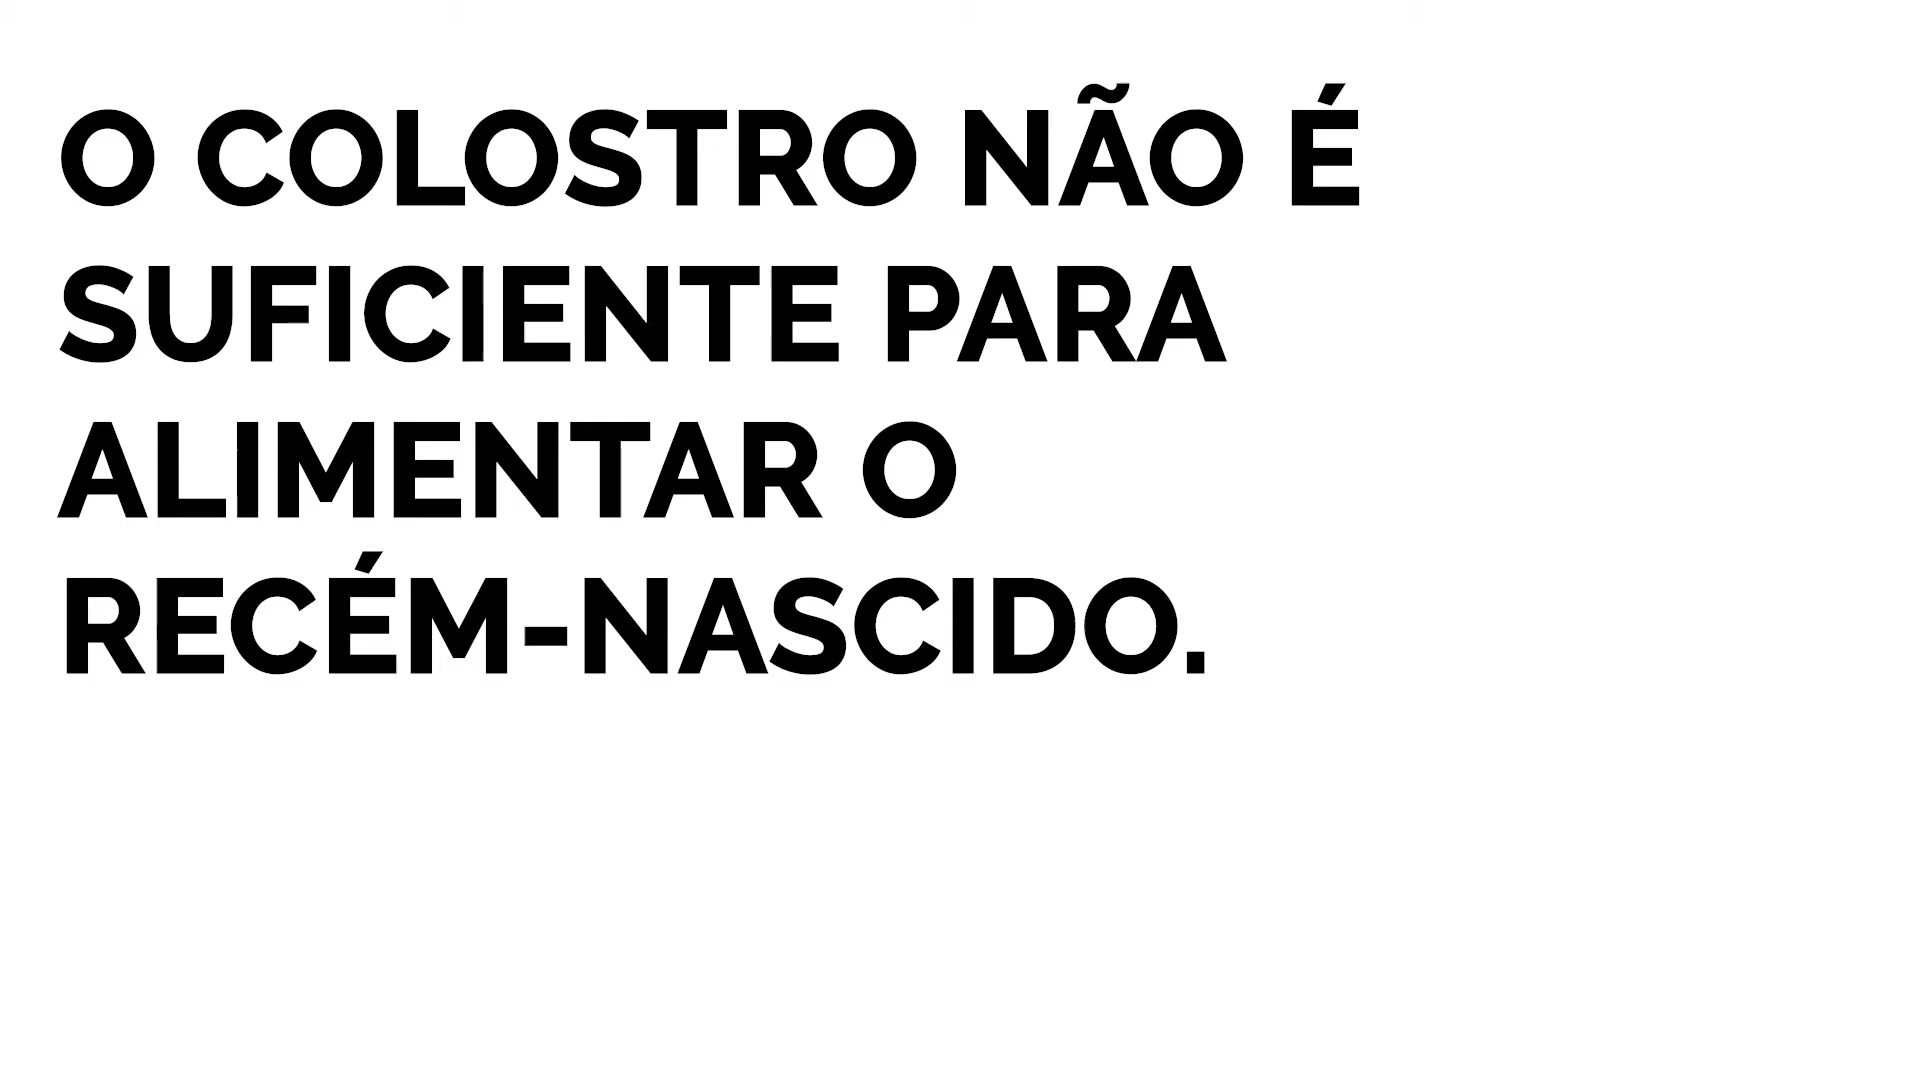 O COLOSTRO NÃO É
SUFICIENTE PARA
ALIMENTAR O
RECÉM-NASCIDO.